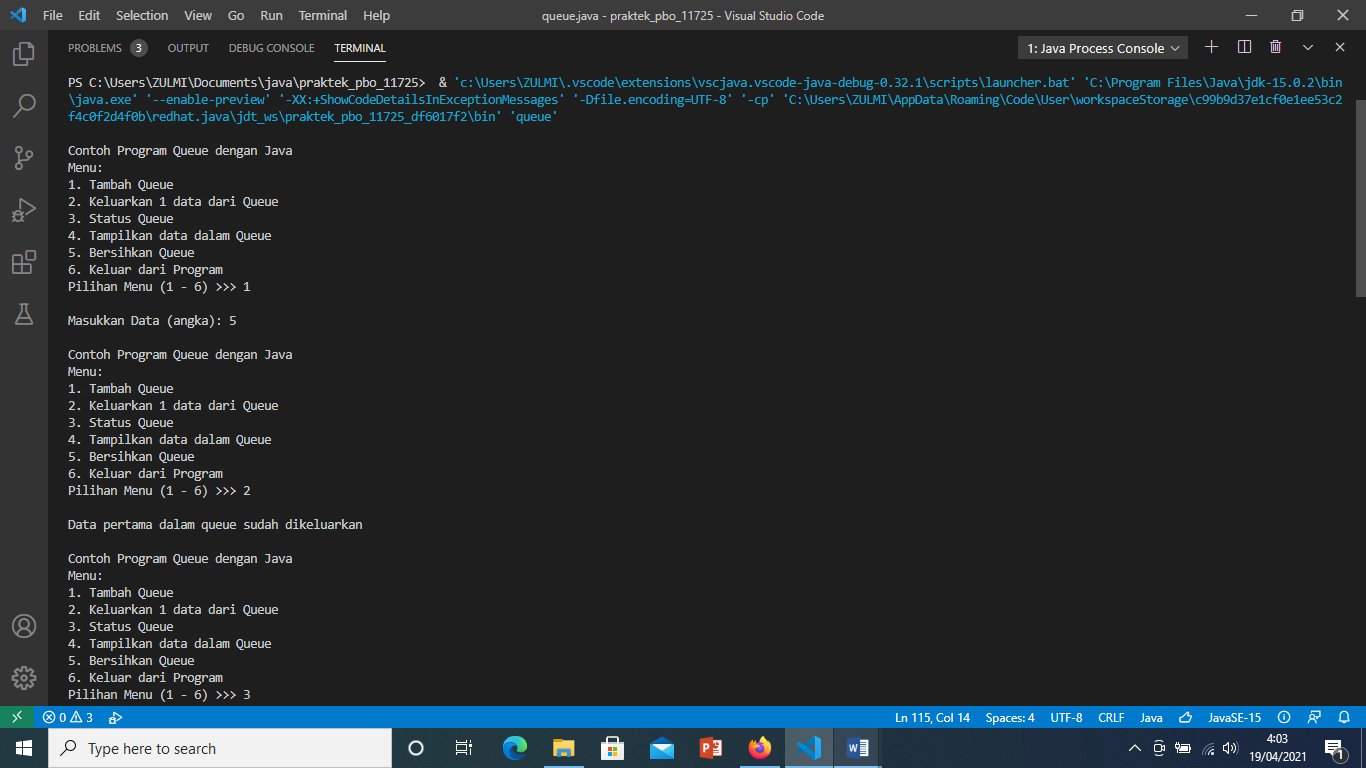 File Edit Selection View Go Run Terminal Help queue.java - praktek_pbo_11725 - Visual Studio Code
PROBLEMS 3 OUTPUT DEBUG CONSOLE TERMINAL 1: Java Process Console
PS C:\Users\ZULMI\Documents\java\praktek_pbo_11725> & 'c:\Users\ZULMI\.vscode\extensions\vscjava.vscode-java-debug-0.32.1\scripts\launcher.bat' 'C:\Program Files\Java\jdk-15.0.2\bin
\java.exe' '--enable-preview' '-XX:+ShowCodeDetailsInExceptionMessages' '-Dfile.encoding=UTF-8' '-cp' 'C:\Users\ZULMI\AppData\Roaming\Code\User\workspaceStorage\c99b9d37e1cf0e1ee53c2
f4c0f2d4f0b\redhat.java\jdt_ws\praktek_pbo_11725_df6017f2\bin' 'queue'
Contoh Program Queue dengan Java
Menu:
1. Tambah Queue
2. Keluarkan 1 data dari Queue
3. Status Queue
4. Tampilkan data dalam Queue
5. Bersihkan Queue
6. Keluar dari Program
Pilihan Menu (1 - 6) >>> 1
Masukkan Data (angka): 5
Contoh Program Queue dengan Java
Menu:
1. Tambah Queue
2. Keluarkan 1 data dari Queue
3. Status Queue
4. Tampilkan data dalam Queue
5. Bersihkan Queue
6. Keluar dari Program
Pilihan Menu (1 - 6) >>> 2
Data pertama dalam queue sudah dikeluarkan
Contoh Program Queue dengan Java
Menu:
1. Tambah Queue
2. Keluarkan 1 data dari Queue
3. Status Queue
4. Tampilkan data dalam Queue
5. Bersihkan Queue
6. Keluar dari Program
Pilihan Menu (1 - 6) >>> 3
0 3 Ln 115, Col 14 Spaces: 4 UTF-8 CRLF Java JavaSE-15
Type here to search
4:03
19/04/2021
1